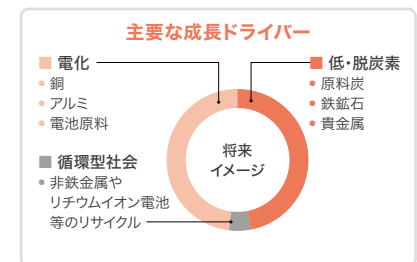 主要な成長ドライバー
電化
• 銅
• アルミ
• 電池原料
低・脱炭素
• 原料炭
• 鉄鉱石
• 貴金属
将来
イメージ
循環型社会
• 非鉄金属や
リチウムイオン電池
等のリサイクル